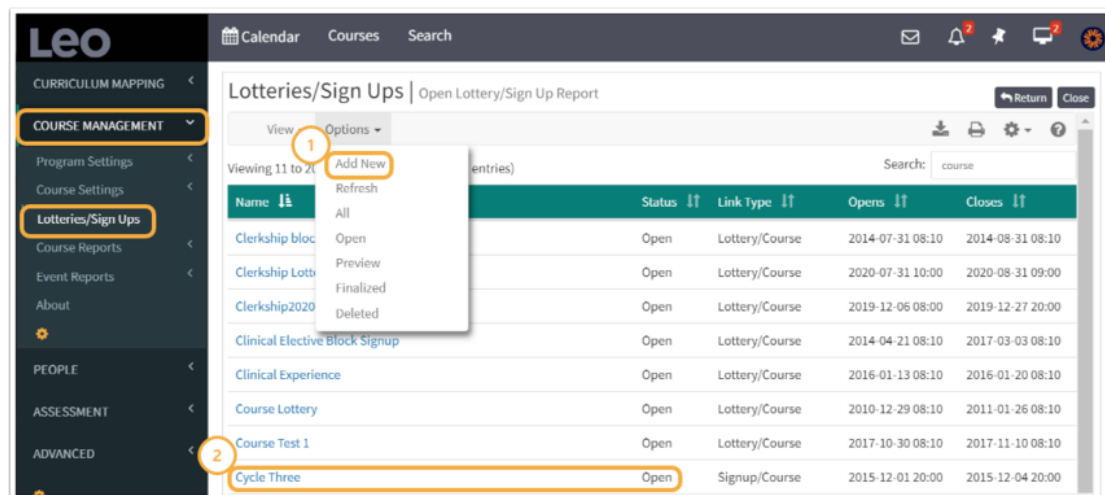 Leo
Calendar Courses Search
2 2
CURRICULUM MAPPING
COURSE MANAGEMENT
Program Settings
Course Settings
Lotteries/Sign Ups
Course Reports
Event Reports
About
PEOPLE
ASSESSMENT
ADVANCED
Lotteries/Sign Ups | Open Lottery/Sign Up Report
Return Close
View Options
1
Viewing 11 to 20 entries) Search: course
Add New
Refresh
All
Open
Preview
Finalized
Deleted
Name Status Link Type Opens Closes
Clerkship bloc Open Lottery/Course 2014-07-31 08:10 2014-08-31 08:10
Clerkship Lott Open Lottery/Course 2020-07-31 10:00 2020-08-31 09:00
Clerkship2020 Open Lottery/Course 2019-12-06 08:00 2019-12-27 20:00
Clinical Elective Block Signup Open Lottery/Course 2014-04-21 08:10 2017-03-03 08:10
Clinical Experience Open Lottery/Course 2016-01-13 08:10 2016-01-20 08:10
Course Lottery Open Lottery/Course 2010-12-29 08:10 2011-01-26 08:10
Course Test 1 Open Lottery/Course 2017-10-30 08:10 2017-11-10 08:10
2
Cycle Three Open Signup/Course 2015-12-01 20:00 2015-12-04 20:00